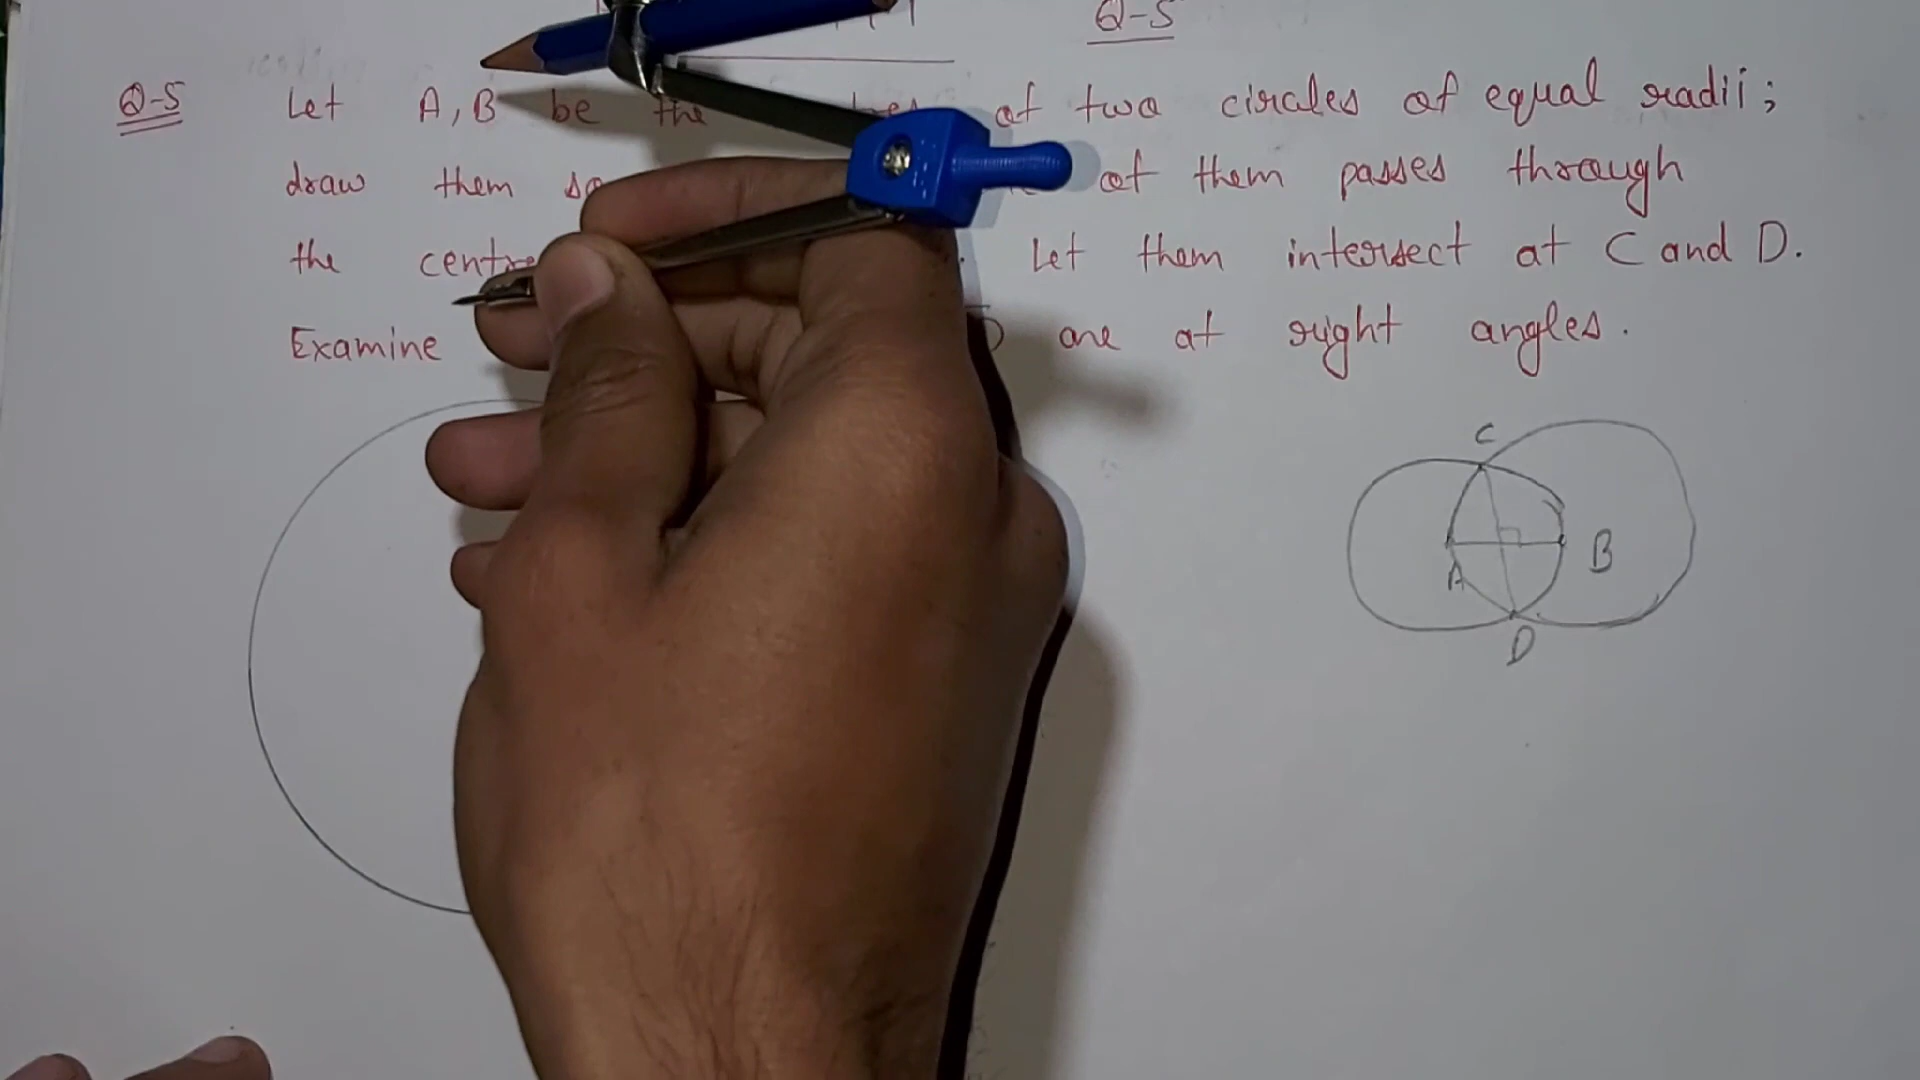 Q-5
Q-5 Let A, B be the of two circles of equal radii;
draw them of them passes through
the . Let them intersect at C and D.
Examine are at right angles.
C
A B
D